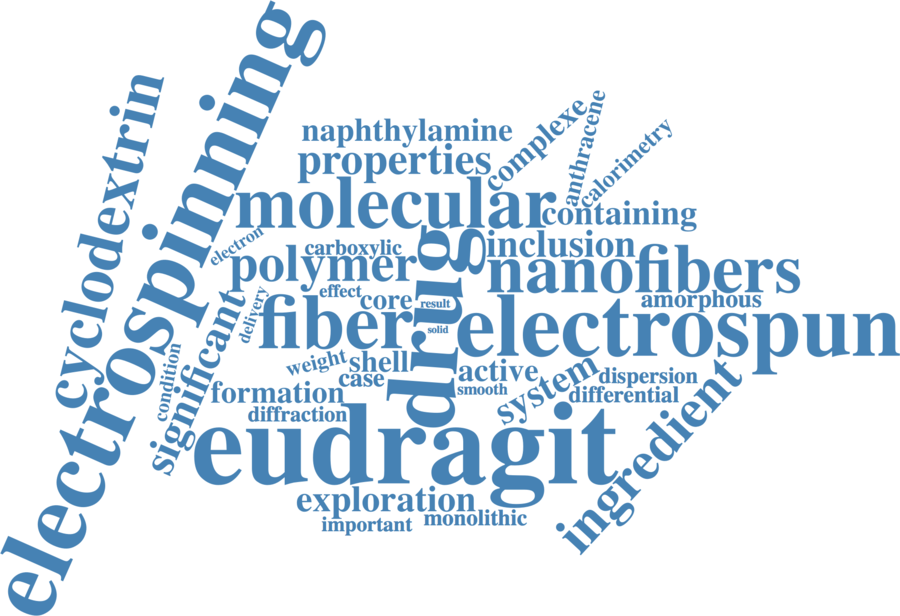 electrospinning
cyclodextrin
naphthylamine
complexe
anthracene
calorimetry
properties
molecular
containing
electron
carboxylic
inclusion
polymer
drug
nanofibers
effect
core
result
amorphous
delivery
fiber
solid
electrospun
significant
condition
weight
shell
case
active
smooth
system
dispersion
differential
formation
diffraction
ingredient
eudragit
exploration
important
monolithic